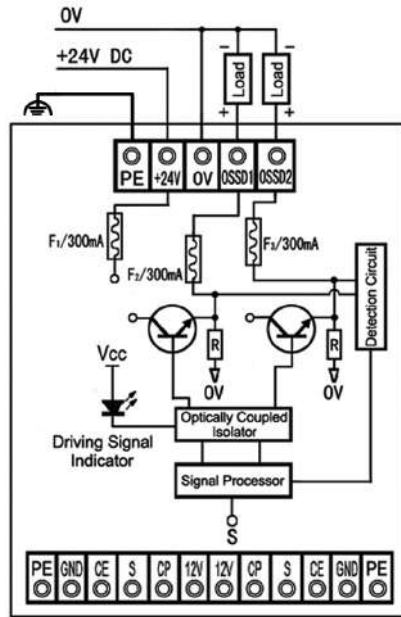 0V
+24V DC
− −
Load Load
+ +
PE +24V 0V OSSD1 OSSD2
F₁/300mA
F₂/300mA
F₃/300mA
Detection Circuit
R R
0V 0V
Vcc
Optically Coupled
Isolator
Driving Signal
Indicator
Signal Processor
S
PE GND CE S CP 12V 12V CP S CE GND PE